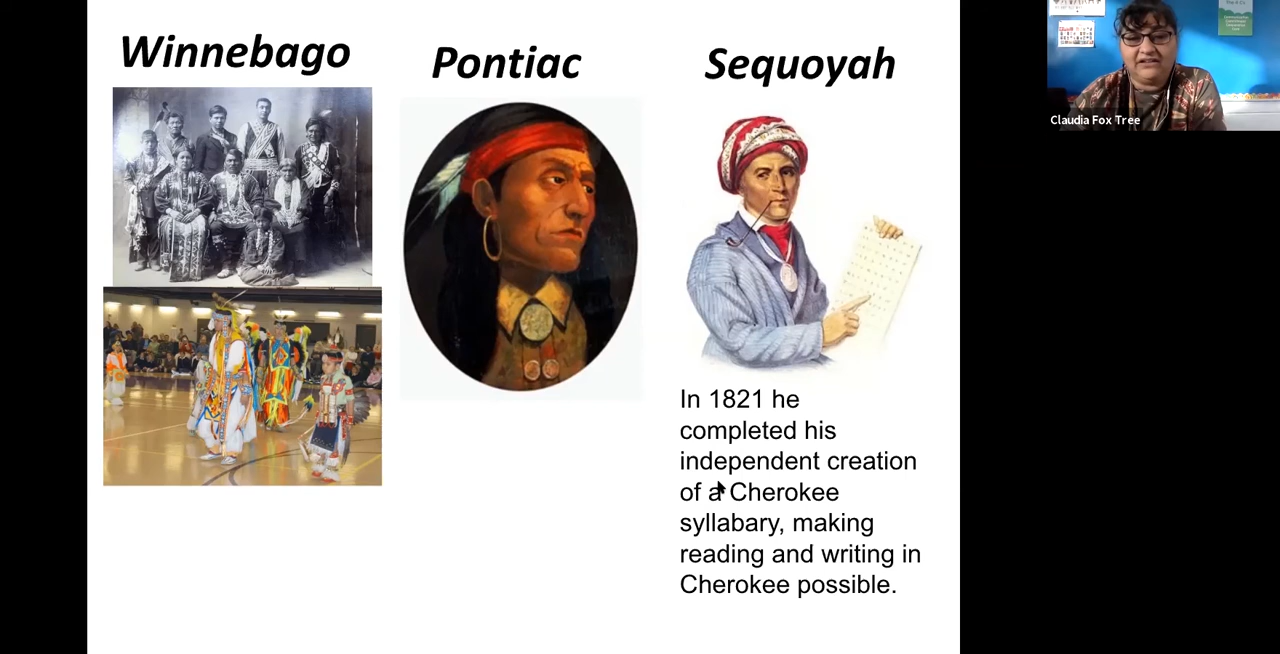 Winnebago
Pontiac
Sequoyah
In 1821 he
completed his
independent creation
of a Cherokee
syllabary, making
reading and writing in
Cherokee possible.
Claudia Fox Tree